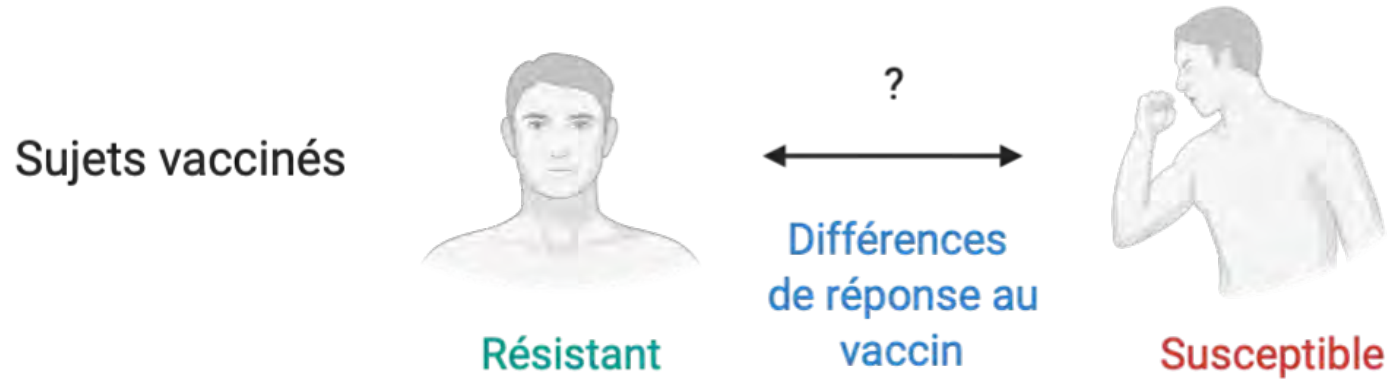 Sujets vaccinés
?
Différences
de réponse au
vaccin
Résistant
Susceptible